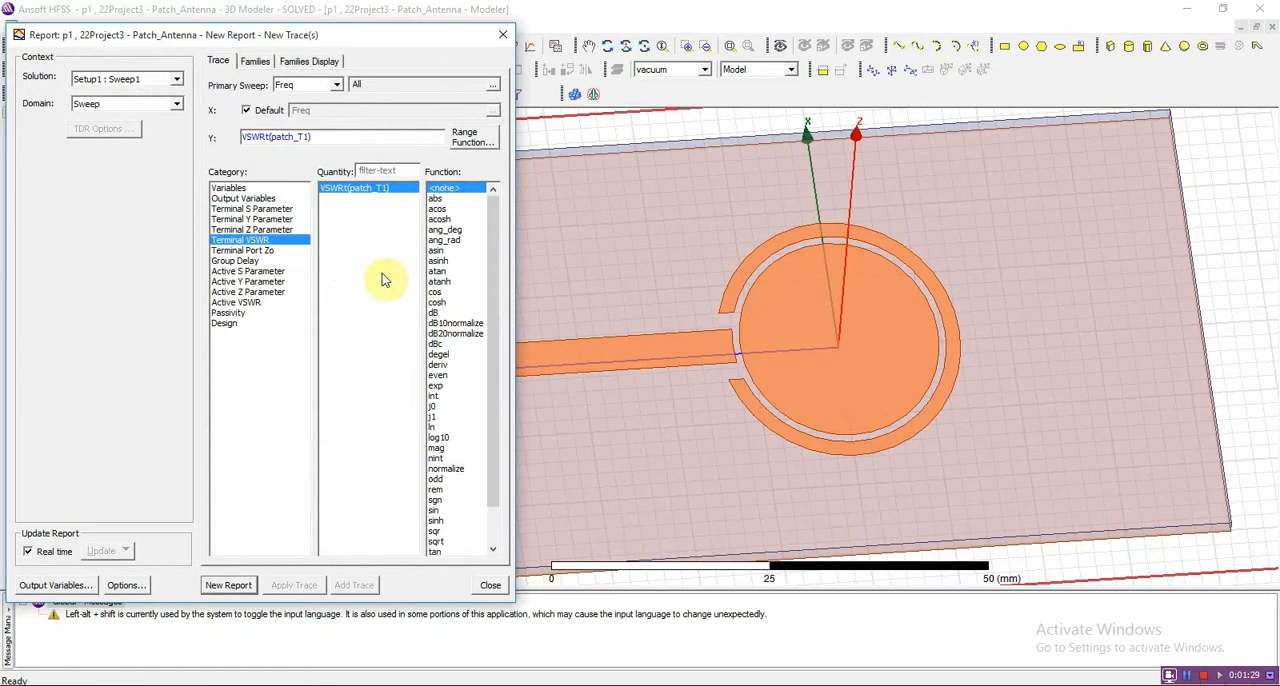 Ansoft HFSS - p1 , 22Project3 - Patch_Antenna - 3D Modeler - SOLVED - [p1 , 22Project3 - Patch_Antenna - Modeler]
Report: p1 , 22Project3 - Patch_Antenna - New Report - New Trace(s)
Context
Solution: Setup1 : Sweep1
Domain: Sweep
TDR Options ...
Trace Families Families Display
Primary Sweep: Freq All ...
X: Default Freq ...
Y: VSWRt(patch_T1) Range
Function...
vacuum Model
Category: Quantity: filter-text Function:
Variables
Output Variables
Terminal S Parameter
Terminal Y Parameter
Terminal Z Parameter
Terminal VSWR
Terminal Port Zo
Group Delay
Active S Parameter
Active Y Parameter
Active Z Parameter
Active VSWR
Passivity
Design
VSWRt(patch_T1)
<none>
abs
acos
acosh
ang_deg
ang_rad
asin
asinh
atan
atanh
cos
cosh
dB
dB10normalize
dB20normalize
dBc
degel
deriv
even
exp
int
j0
j1
ln
log10
mag
nint
normalize
odd
rem
sgn
sin
sinh
sqr
sqrt
tan
Update Report
Real time Update
Output Variables... Options... New Report Apply Trace Add Trace Close
X Z
0 25 50 (mm)
Left-alt + shift is currently used by the system to toggle the input language. It is also used in some portions of this application, which may cause the input language to change unexpectedly.
Message Mana
Activate Windows
Go to Settings to activate Windows.
Ready
0:01:29